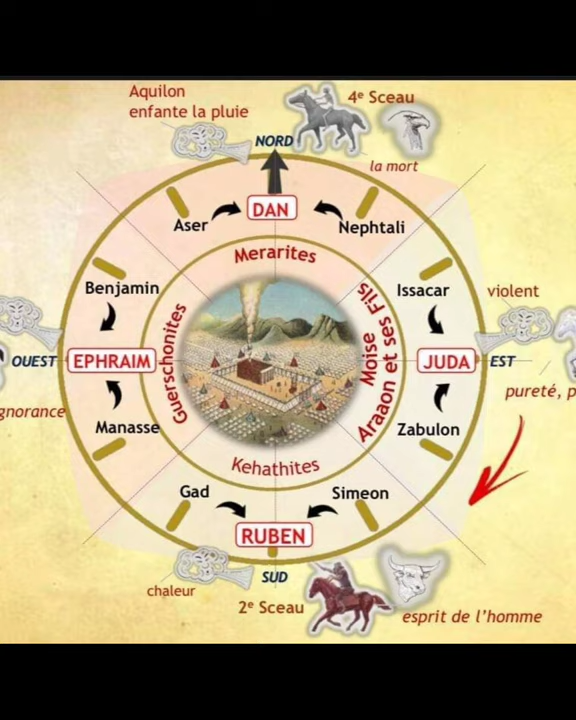 Aquilon
enfante la pluie
4e Sceau
NORD
la mort
Aser
DAN
Nephtali
Merarites
Benjamin
Issacar
violent
Guerschonites
Moise
Araaon et ses Fils
OUEST
EPHRAIM
JUDA
EST
pureté, p
gnorance
Manasse
Zabulon
Kehathites
Gad
Simeon
RUBEN
SUD
chaleur
2e Sceau
esprit de l'homme